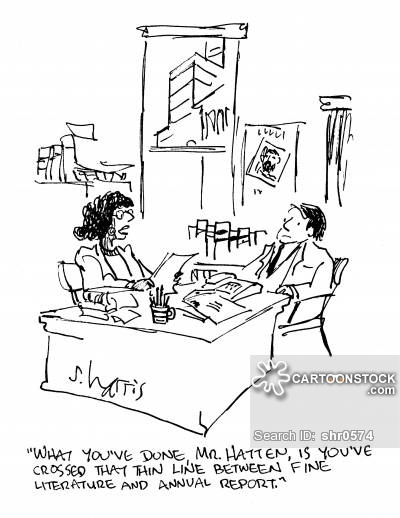 S. Harris
CartoonStock
.com
Search ID: shr0574
"WHAT YOU'VE DONE, MR. HATTEN, IS YOU'VE
CROSSED THAT THIN LINE BETWEEN FINE
LITERATURE AND ANNUAL REPORT."